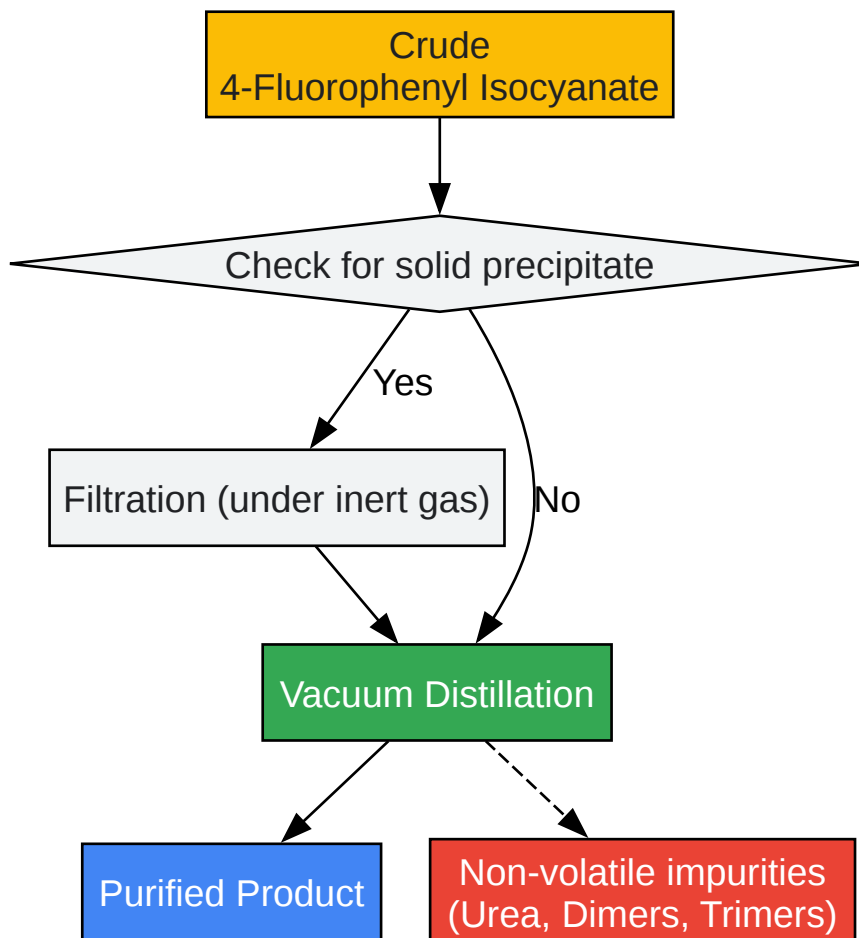 Crude
4-Fluorophenyl Isocyanate
Check for solid precipitate
Yes
Filtration (under inert gas)
No
Vacuum Distillation
Purified Product
Non-volatile impurities
(Urea, Dimers, Trimers)